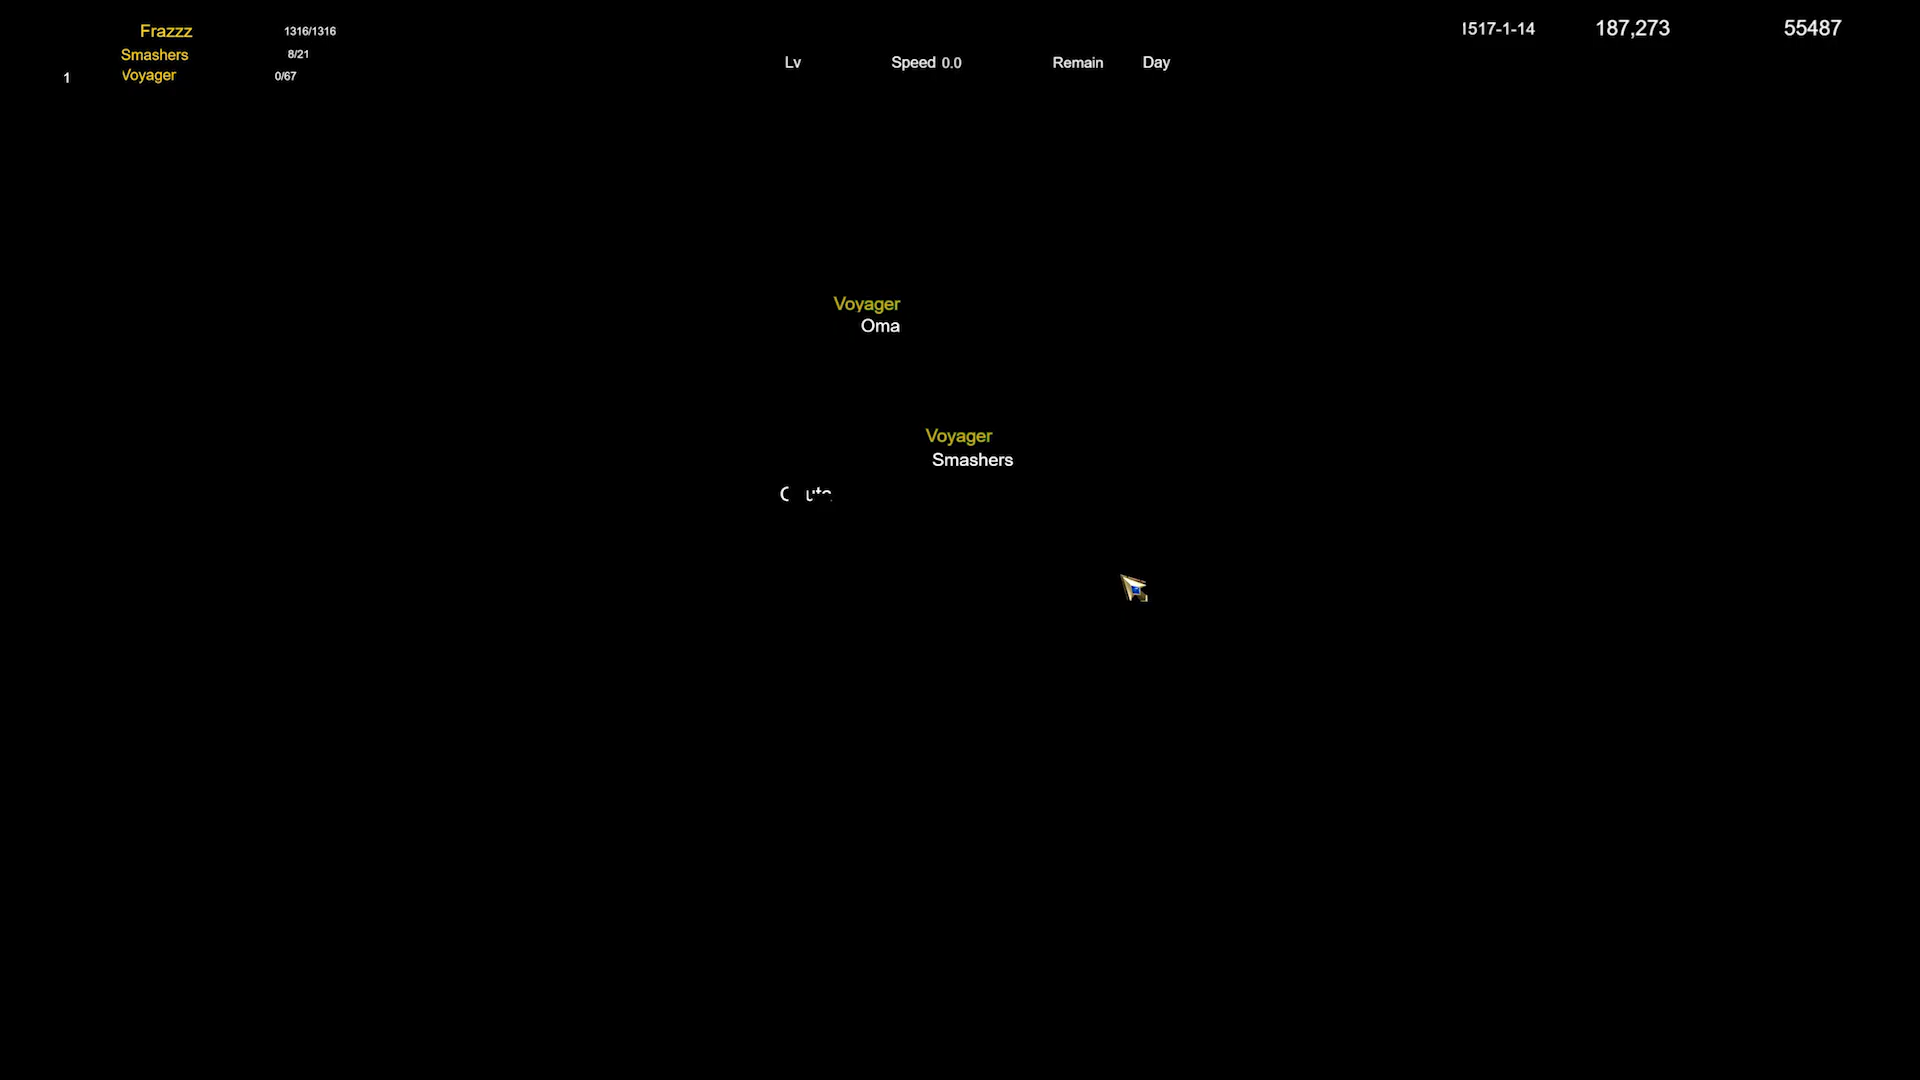 Frazzz 1316/1316
Smashers 8/21
1 Voyager 0/67
Lv Speed 0.0 Remain Day
1517-1-14 187,273 55487
Voyager
Oma
Voyager
Smashers